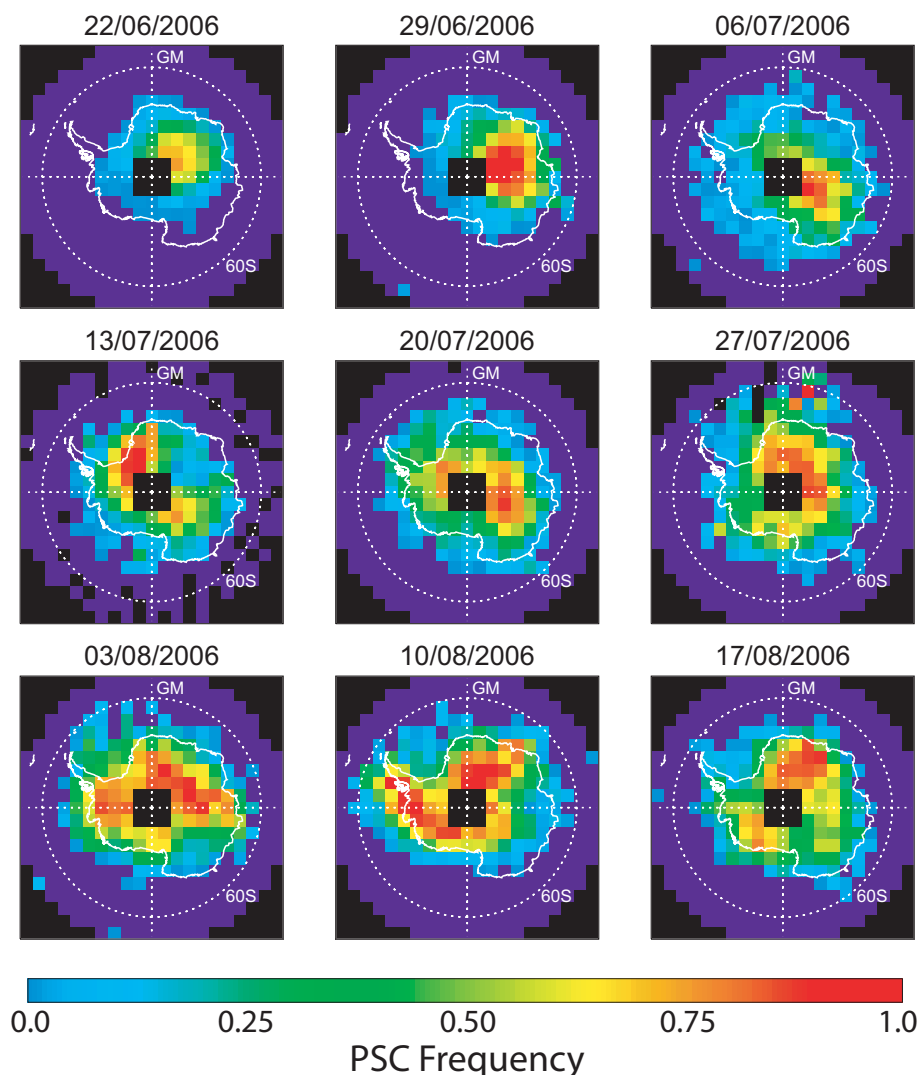 22/06/2006 29/06/2006 06/07/2006
GM GM GM
60S 60S 60S
13/07/2006 20/07/2006 27/07/2006
GM GM GM
60S 60S 60S
03/08/2006 10/08/2006 17/08/2006
GM GM GM
60S 60S 60S
0.0 0.25 0.50 0.75 1.0
PSC Frequency